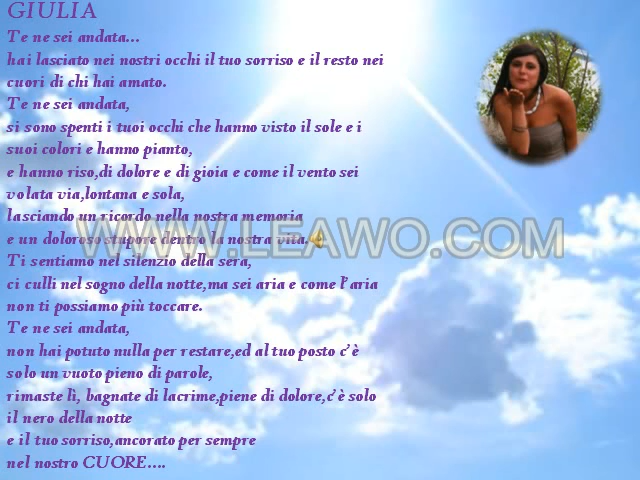 GIULIA
Te ne sei andata...
hai lasciato nei nostri occhi il tuo sorriso e il resto nei
cuori di chi hai amato.
Te ne sei andata,
si sono spenti i tuoi occhi che hanno visto il sole e i
suoi colori e hanno pianto,
e hanno riso,di dolore e di gioia e come il vento sei
volata via,lontana e sola,
lasciando un ricordo nella nostra memoria
e un doloroso stupore dentro la nostra vita.
WWW.LEAWO.COM
Ti sentiamo nel silenzio della sera,
ci culli nel sogno della notte,ma sei aria e come l'aria
non ti possiamo più toccare.
Te ne sei andata,
non hai potuto nulla per restare,ed al tuo posto c'è
solo un vuoto pieno di parole,
rimaste lì, bagnate di lacrime,piene di dolore,c'è solo
il nero della notte
e il tuo sorriso,ancorato per sempre
nel nostro CUORE....